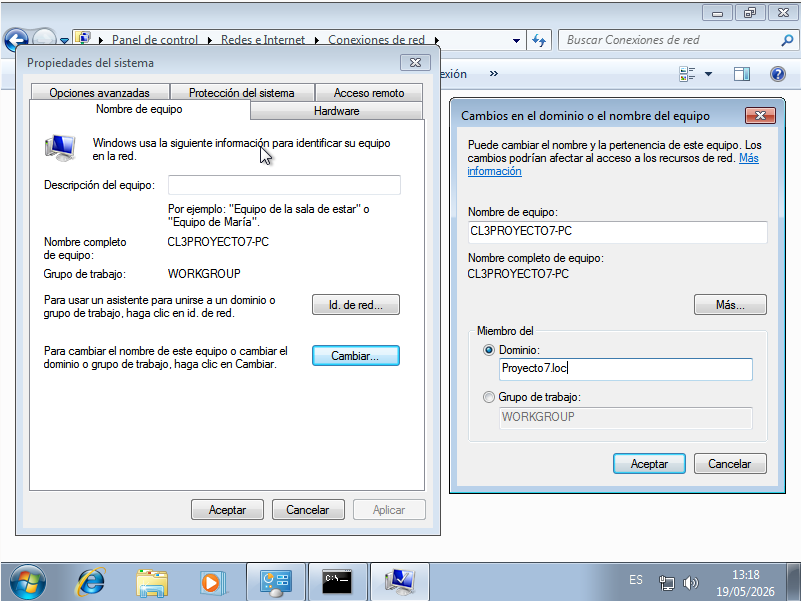 Panel de control
Redes e Internet
Conexiones de red
Buscar Conexiones de red
exión
»
Propiedades del sistema
Opciones avanzadas
Protección del sistema
Acceso remoto
Nombre de equipo
Hardware
Windows usa la siguiente información para identificar su equipo
en la red.
Descripción del equipo:
Por ejemplo: "Equipo de la sala de estar" o
"Equipo de María".
Nombre completo
de equipo:
CL3PROYECTO7-PC
Grupo de trabajo:
WORKGROUP
Para usar un asistente para unirse a un dominio o
grupo de trabajo, haga clic en id. de red.
Id. de red...
Para cambiar el nombre de este equipo o cambiar el
dominio o grupo de trabajo, haga clic en Cambiar.
Cambiar...
Aceptar
Cancelar
Aplicar
Cambios en el dominio o el nombre del equipo
Puede cambiar el nombre y la pertenencia de este equipo. Los
cambios podrían afectar al acceso a los recursos de red. Más
información
Nombre de equipo:
CL3PROYECTO7-PC
Nombre completo de equipo:
CL3PROYECTO7-PC
Más...
Miembro del
Dominio:
Proyecto7.loc
Grupo de trabajo:
WORKGROUP
Aceptar
Cancelar
ES
13:18
19/05/2026